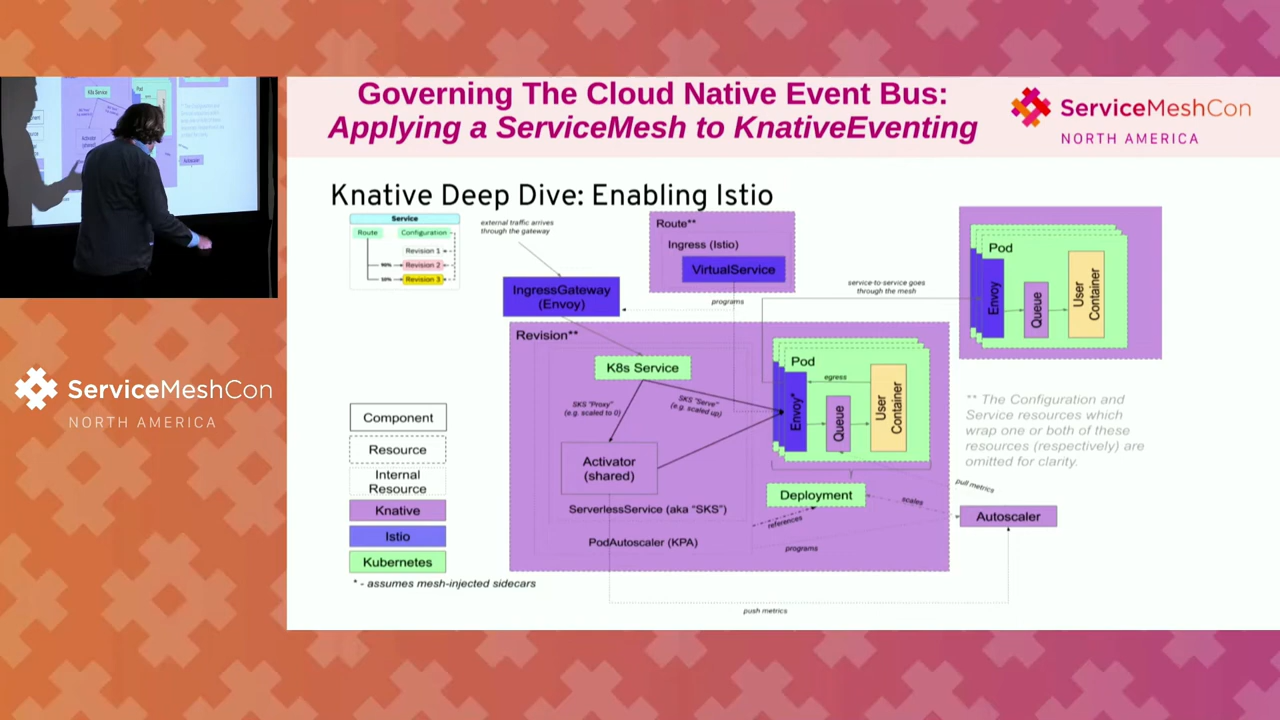 Governing The Cloud Native Event Bus:
Applying a ServiceMesh to KnativeEventing
ServiceMeshCon
NORTH AMERICA
Knative Deep Dive: Enabling Istio
Service
Route
Configuration
Revision 1
90%
Revision 2
10%
Revision 3
external traffic arrives
through the gateway
IngressGateway
(Envoy)
Route**
Ingress (Istio)
VirtualService
programs
service-to-service goes
through the mesh
Pod
Envoy
Queue
User
Container
Revision**
K8s Service
SKS "Proxy"
(e.g. scaled to 0)
SKS "Serve"
(e.g. scaled up)
Activator
(shared)
ServerlessService (aka "SKS")
PodAutoscaler (KPA)
Pod
egress
Envoy*
Queue
User
Container
Deployment
references
scales
programs
pull metrics
Autoscaler
push metrics
** The Configuration and
Service resources which
wrap one or both of these
resources (respectively) are
omitted for clarity.
Component
Resource
Internal
Resource
Knative
Istio
Kubernetes
* - assumes mesh-injected sidecars
ServiceMeshCon
NORTH AMERICA
K8s Service
Pod
Activator
(shared)
Autoscaler